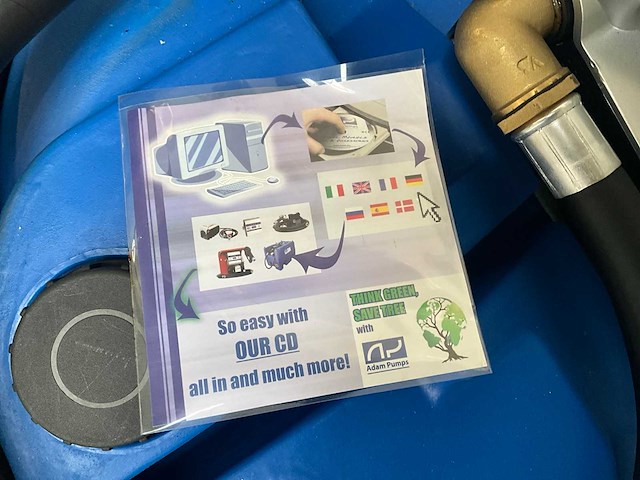 THINK GREEN,
SAVE TREE
with
Adam Pumps
So easy with
OUR CD
all in and much more!